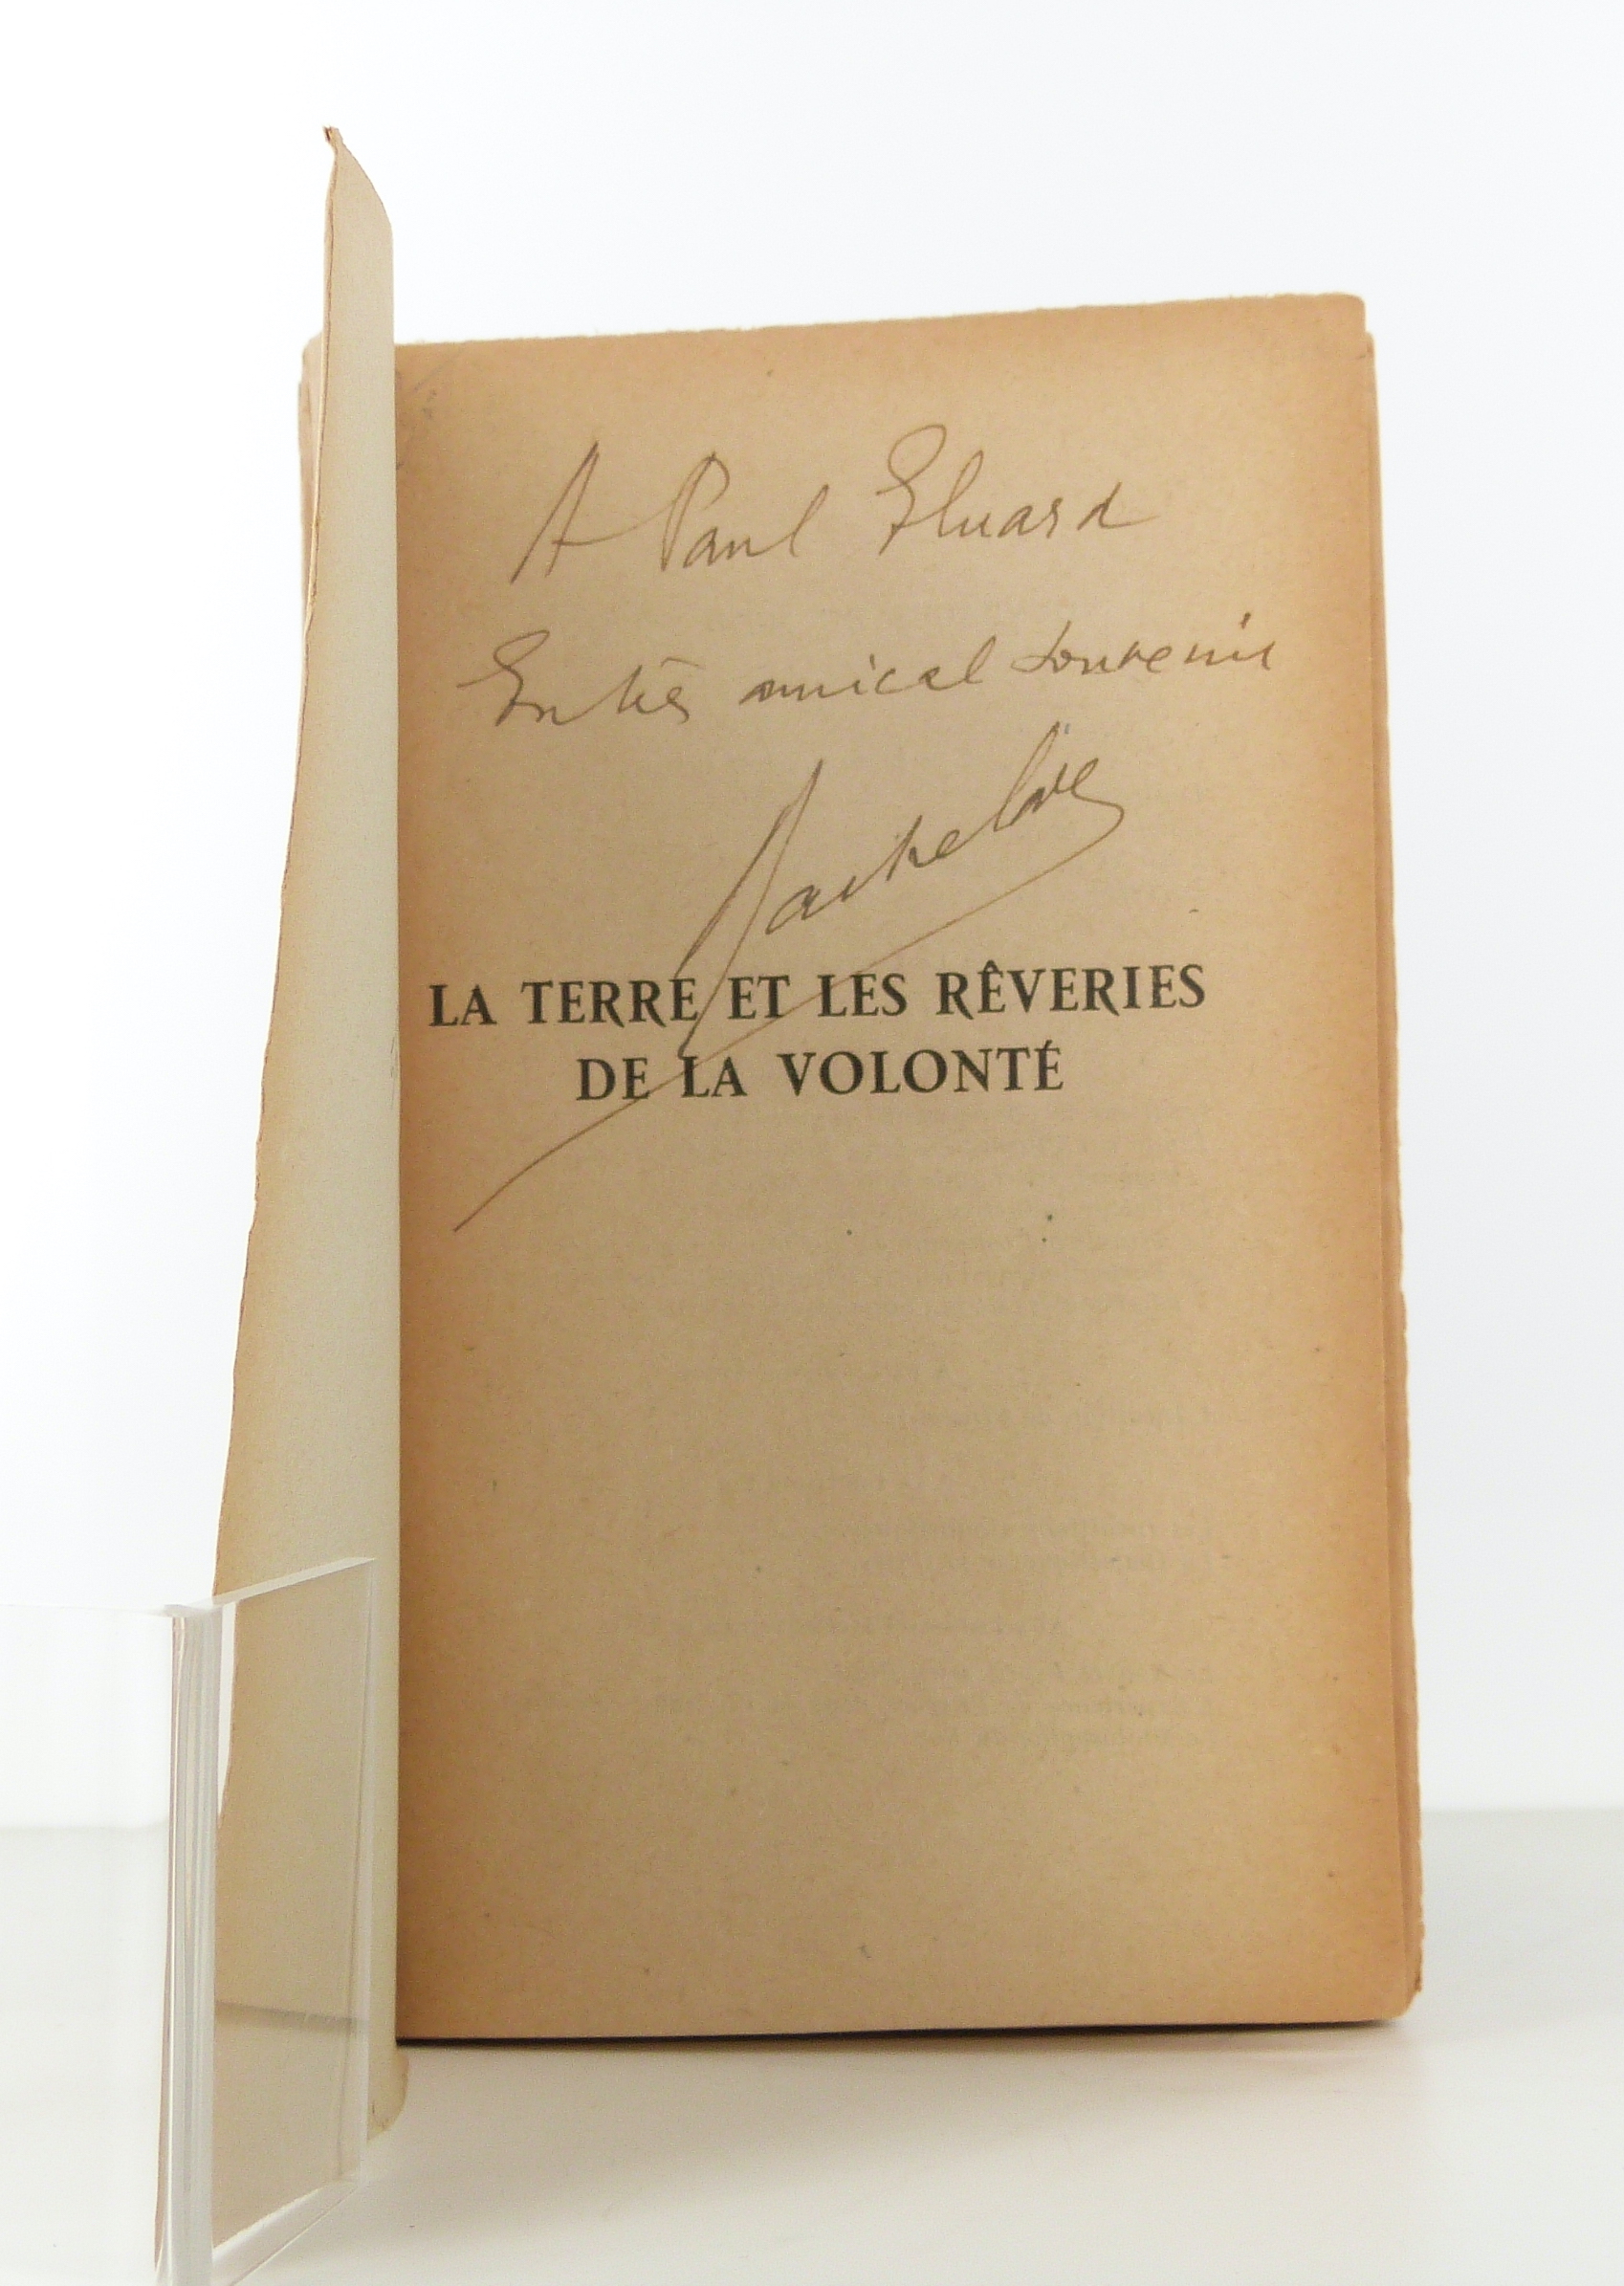 A Paul Eluard
En très amical souvenir
Bachelard
LA TERRE ET LES RÊVERIES
DE LA VOLONTÉ